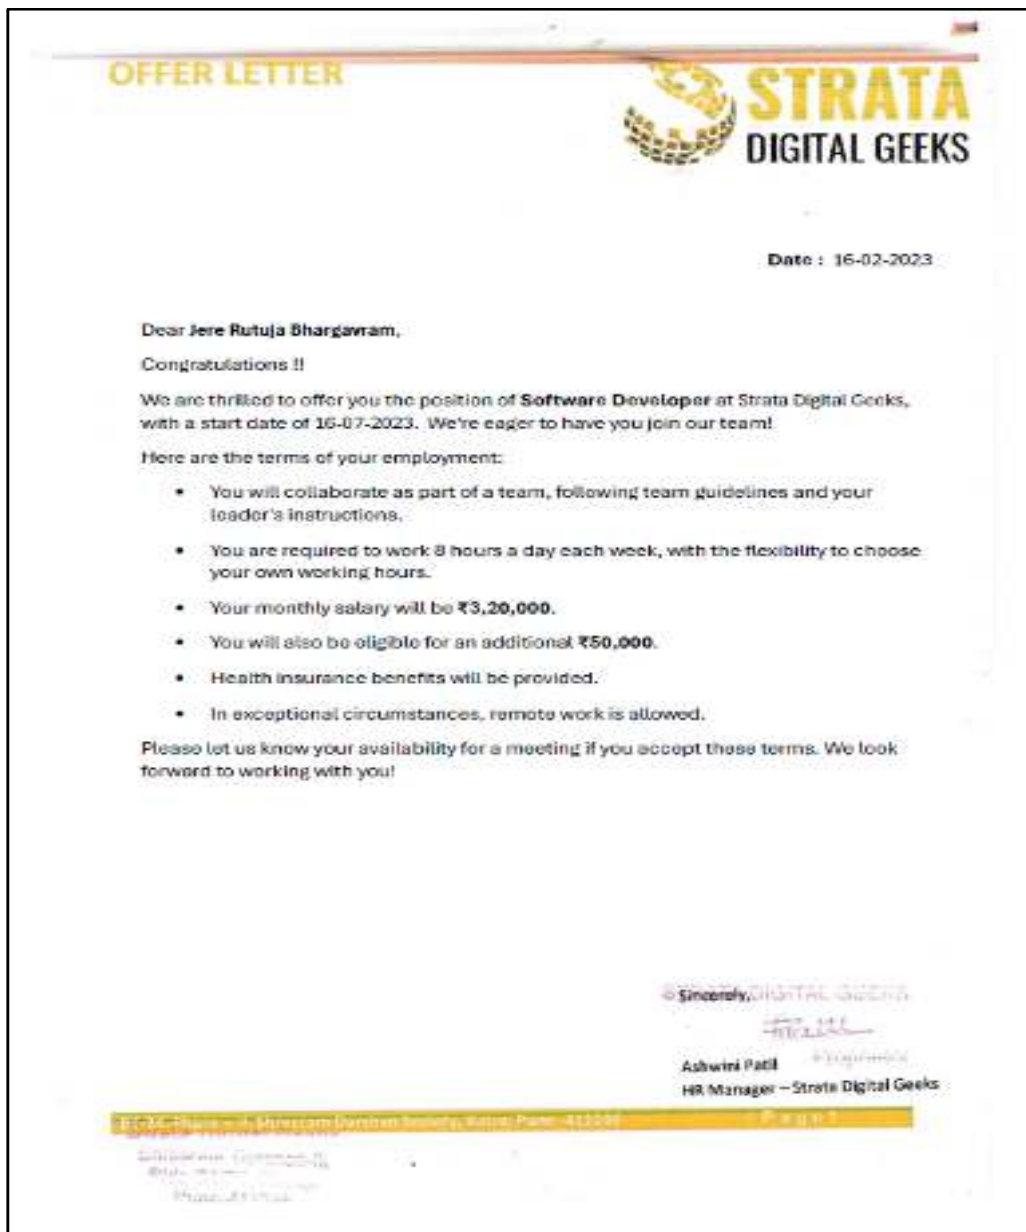 OFFER LETTER
STRATA
DIGITAL GEEKS
Date : 16-02-2023
Dear Jere Rutuja Bhargavram,
Congratulations !!
We are thrilled to offer you the position of Software Developer at Strata Digital Geeks,
with a start date of 16-07-2023. We're eager to have you join our team!
Here are the terms of your employment:
• You will collaborate as part of a team, following team guidelines and your
leader's instructions.
• You are required to work 8 hours a day each week, with the flexibility to choose
your own working hours.
• Your monthly salary will be ₹3,20,000.
• You will also be eligible for an additional ₹50,000.
• Health insurance benefits will be provided.
• In exceptional circumstances, remote work is allowed.
Please let us know your availability for a meeting if you accept these terms. We look
forward to working with you!
Sincerely,
DIGITAL GEEKS
Ashwini Patil
HR Manager – Strata Digital Geeks
Society, Pune